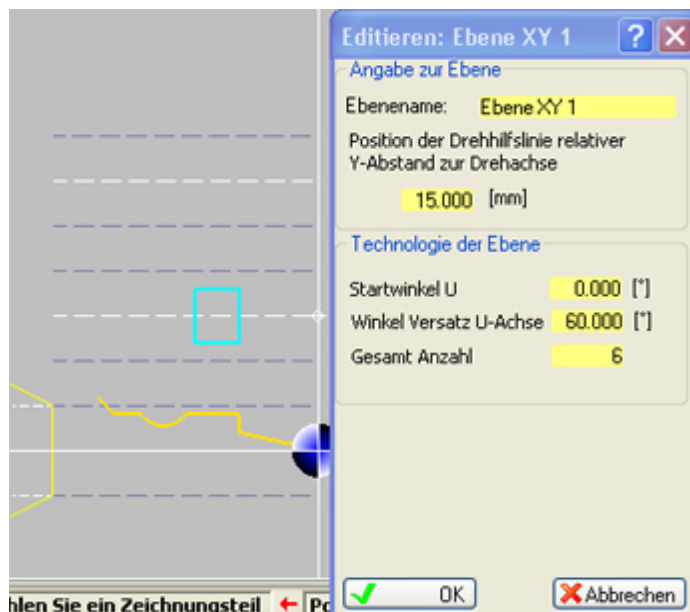 Editieren: Ebene XY 1
Angabe zur Ebene
Ebenename: Ebene XY 1
Position der Drehhilfslinie relativer
Y-Abstand zur Drehachse
15.000 [mm]
Technologie der Ebene
Startwinkel U 0.000 [°]
Winkel Versatz U-Achse 60.000 [°]
Gesamt Anzahl 6
OK Abbrechen
hlen Sie ein Zeichnungsteil Po